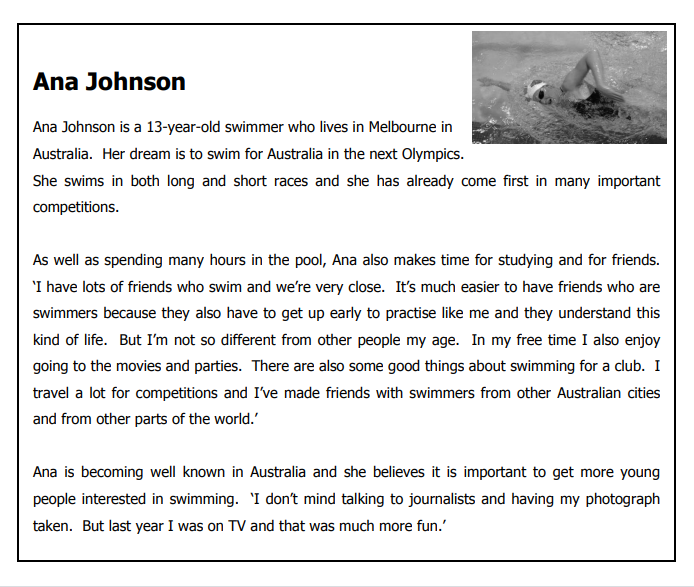 Ana Johnson
Ana Johnson is a 13-year-old swimmer who lives in Melbourne in
Australia.  Her dream is to swim for Australia in the next Olympics.
She swims in both long and short races and she has already come first in many important
competitions.
As well as spending many hours in the pool, Ana also makes time for studying and for friends.
‘I have lots of friends who swim and we’re very close.  It’s much easier to have friends who are
swimmers because they also have to get up early to practise like me and they understand this
kind of life.  But I’m not so different from other people my age.  In my free time I also enjoy
going to the movies and parties.  There are also some good things about swimming for a club.  I
travel a lot for competitions and I’ve made friends with swimmers from other Australian cities
and from other parts of the world.’
Ana is becoming well known in Australia and she believes it is important to get more young
people interested in swimming.  ‘I don’t mind talking to journalists and having my photograph
taken.  But last year I was on TV and that was much more fun.’